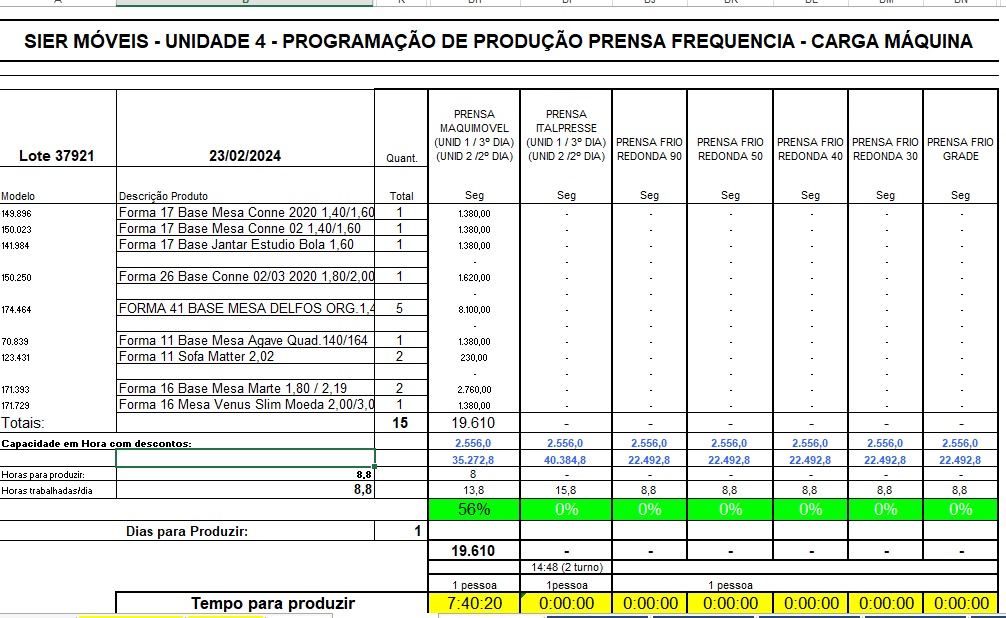 SIER MÓVEIS - UNIDADE 4 - PROGRAMAÇÃO DE PRODUÇÃO PRENSA FREQUENCIA - CARGA MÁQUINA
Lote 37921 23/02/2024 Quant. PRENSA MAQUIMOVEL (UNID 1 / 3º DIA) (UNID 2 /2º DIA) PRENSA ITALPRESSE (UNID 1 / 3º DIA) (UNID 2 /2º DIA) PRENSA FRIO REDONDA 90 PRENSA FRIO REDONDA 50 PRENSA FRIO REDONDA 40 PRENSA FRIO REDONDA 30 PRENSA FRIO GRADE
Modelo Descrição Produto Total Seg Seg Seg Seg Seg Seg Seg
149.896 Forma 17 Base Mesa Conne 2020 1,40/1,60 1 1.380,00 - - - - - -
150.023 Forma 17 Base Mesa Conne 02 1,40/1,60 1 1.380,00 - - - - - -
141.984 Forma 17 Base Jantar Estudio Bola 1,60 1 1.380,00 - - - - - -
- - - - - - -
150.250 Forma 26 Base Conne 02/03 2020 1,80/2,00 1 1.620,00 - - - - - -
- - - - - - -
174.464 FORMA 41 BASE MESA DELFOS ORG.1,4 5 8.100,00 - - - - - -
- - - - - - -
70.839 Forma 11 Base Mesa Agave Quad.140/164 1 1.380,00 - - - - - -
123.431 Forma 11 Sofa Matter 2,02 2 230,00 - - - - - -
- - - - - - -
171.393 Forma 16 Base Mesa Marte 1,80 / 2,19 2 2.760,00 - - - - - -
171.729 Forma 16 Mesa Venus Slim Moeda 2,00/3,0 1 1.380,00 - - - - - -
Totais: 15 19.610 - - - - - -
Capacidade em Hora com descontos: 2.556,0 2.556,0 2.556,0 2.556,0 2.556,0 2.556,0 2.556,0
35.272,8 40.384,8 22.492,8 22.492,8 22.492,8 22.492,8 22.492,8
Horas para produzir: 8,8 8 - - - - - -
Horas trabalhadas/dia 8,8 13,8 15,8 8,8 8,8 8,8 8,8 8,8
56% 0% 0% 0% 0% 0% 0%
Dias para Produzir: 1
19.610 - - - - - -
14:48 (2 turno)
1 pessoa 1pessoa 1 pessoa
Tempo para produzir 7:40:20 0:00:00 0:00:00 0:00:00 0:00:00 0:00:00 0:00:00